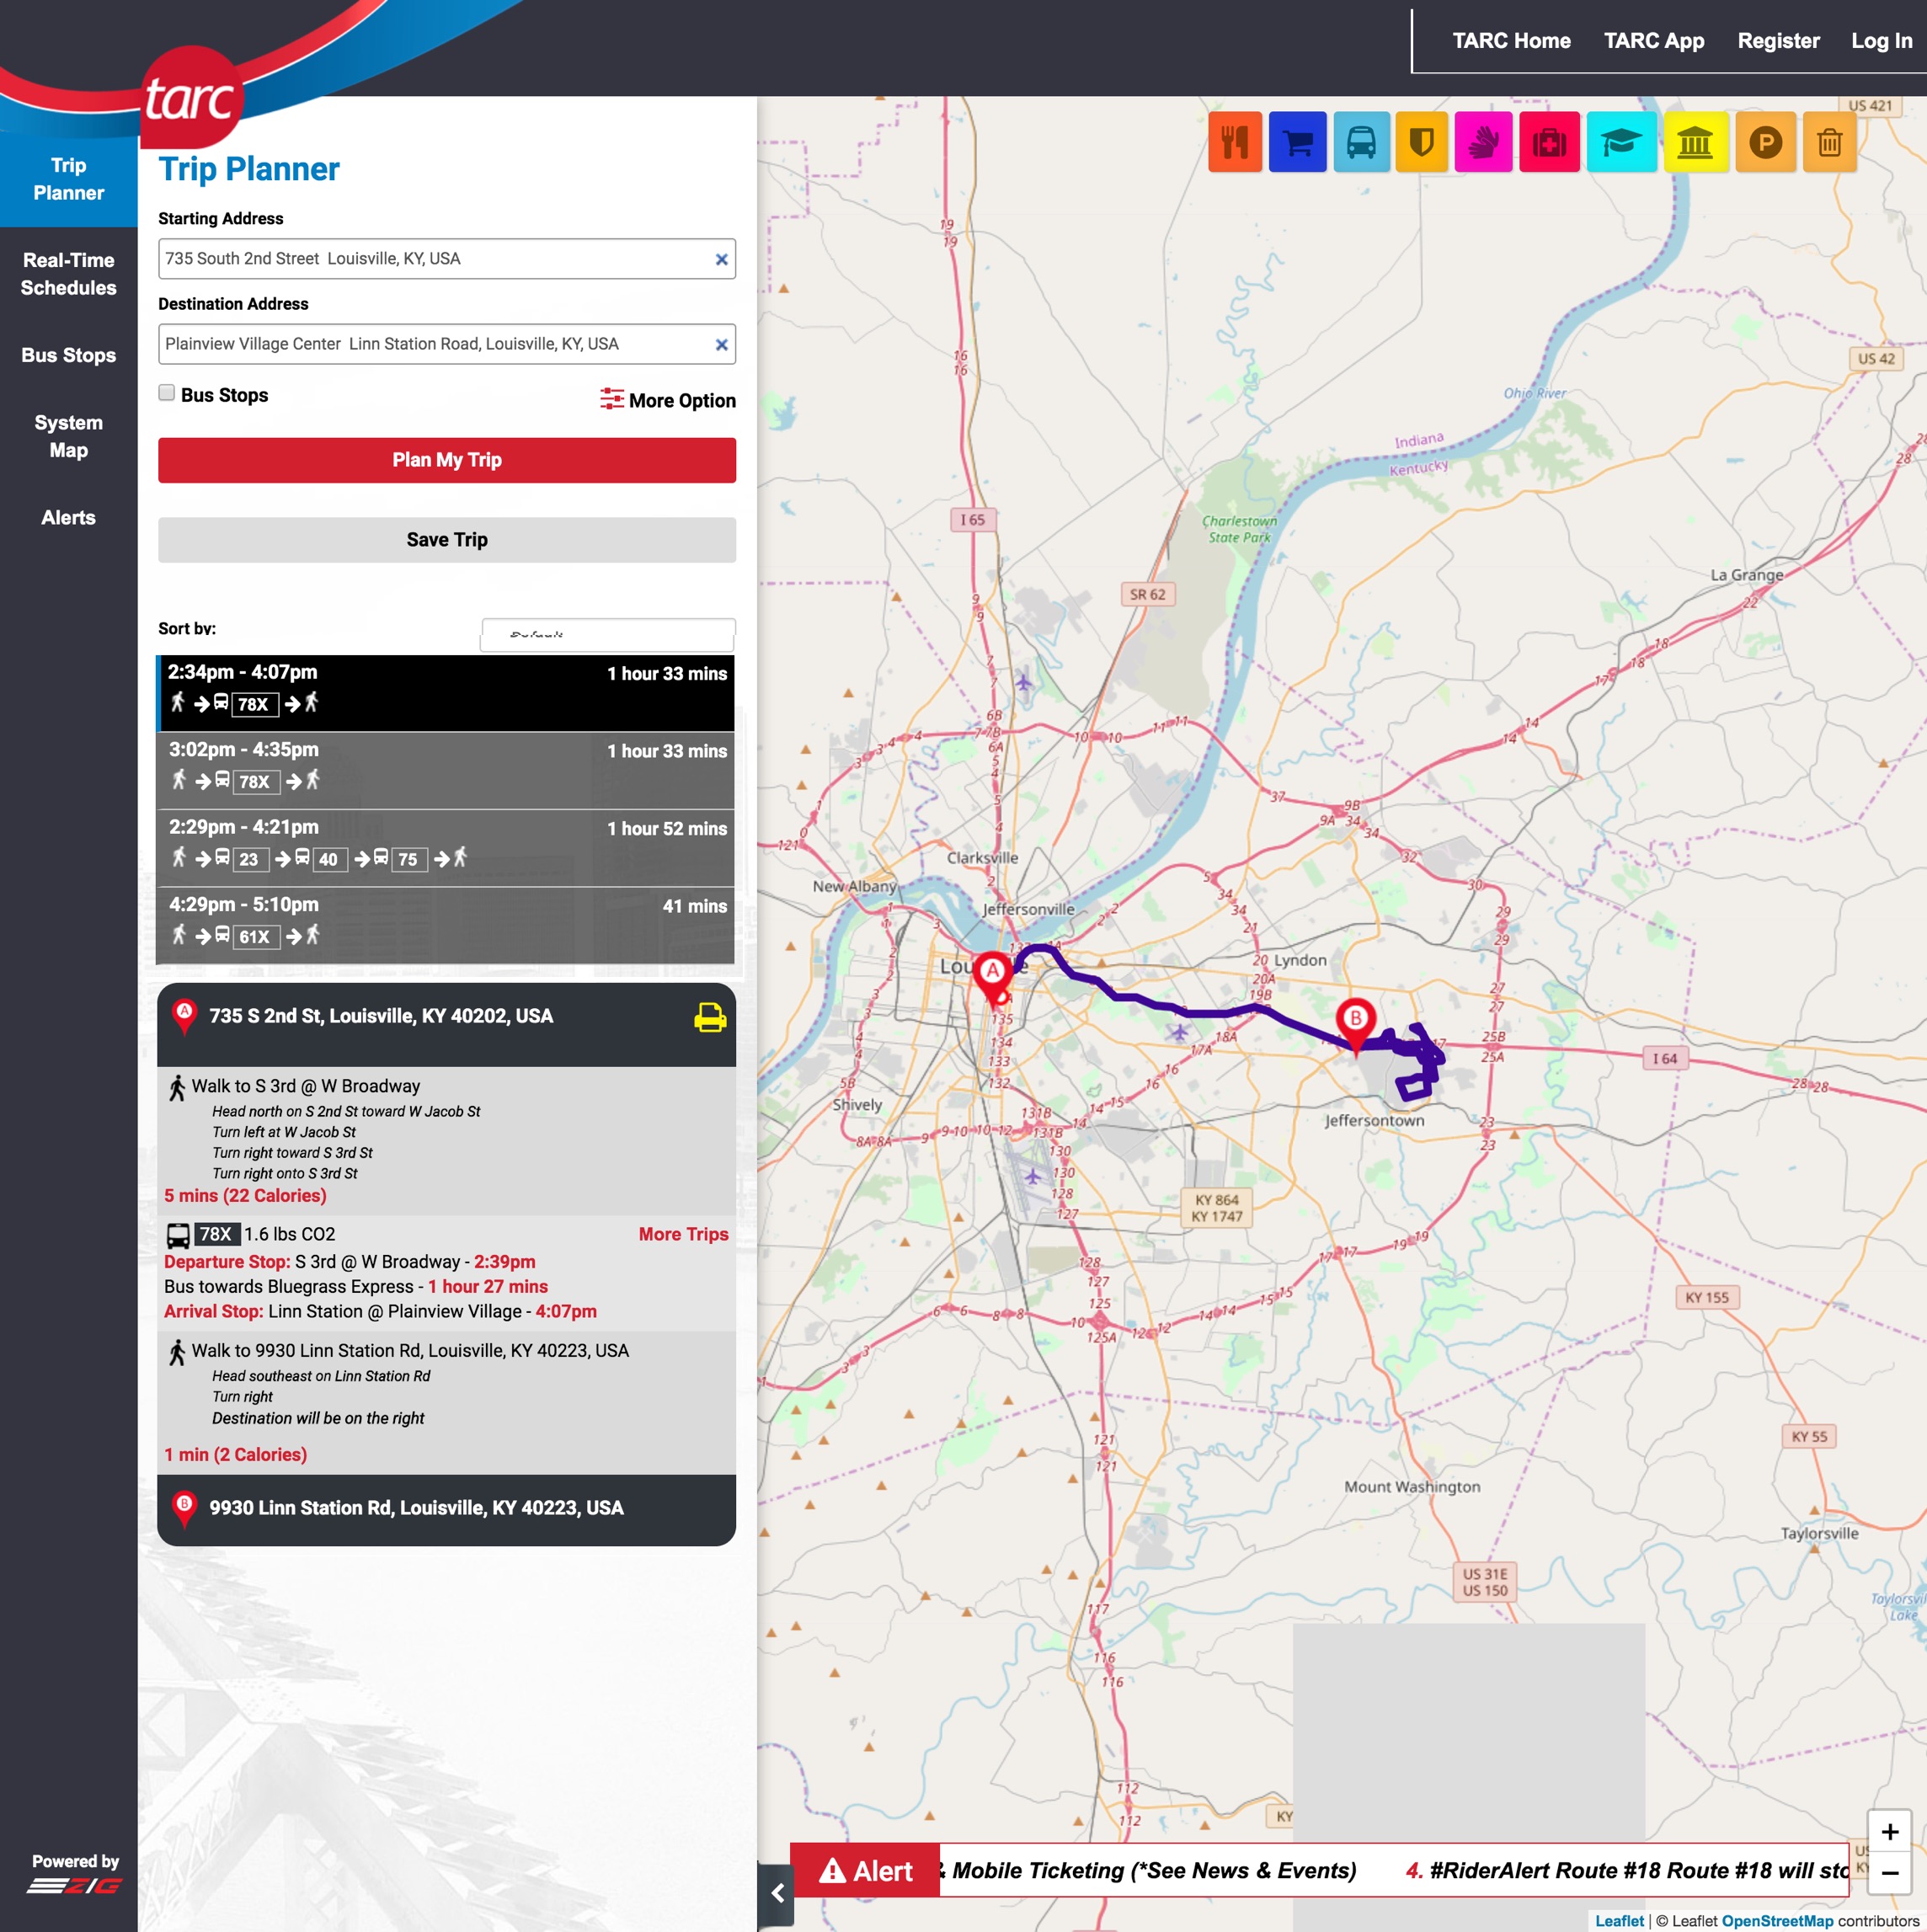 TARC Home TARC App Register Log In
tarc
Trip Planner
Real-Time Schedules
Bus Stops
System Map
Alerts
Powered by
ZIG
Trip Planner
Starting Address
735 South 2nd Street Louisville, KY, USA
Destination Address
Plainview Village Center Linn Station Road, Louisville, KY, USA
Bus Stops
More Option
Plan My Trip
Save Trip
Sort by:
2:34pm - 4:07pm 1 hour 33 mins
78X
3:02pm - 4:35pm 1 hour 33 mins
78X
2:29pm - 4:21pm 1 hour 52 mins
23 40 75
4:29pm - 5:10pm 41 mins
61X
A 735 S 2nd St, Louisville, KY 40202, USA
Walk to S 3rd @ W Broadway
Head north on S 2nd St toward W Jacob St
Turn left at W Jacob St
Turn right toward S 3rd St
Turn right onto S 3rd St
5 mins (22 Calories)
78X 1.6 lbs CO2 More Trips
Departure Stop: S 3rd @ W Broadway - 2:39pm
Bus towards Bluegrass Express - 1 hour 27 mins
Arrival Stop: Linn Station @ Plainview Village - 4:07pm
Walk to 9930 Linn Station Rd, Louisville, KY 40223, USA
Head southeast on Linn Station Rd
Turn right
Destination will be on the right
1 min (2 Calories)
B 9930 Linn Station Rd, Louisville, KY 40223, USA
US 421
P
US 42
Ohio River
Indiana
Kentucky
I 65
Charlestown
State Park
La Grange
SR 62
Clarksville
New Albany
Jeffersonville
Lyndon
A
B
I 64
Shively
Jeffersontown
KY 864
KY 1747
KY 155
KY 55
Mount Washington
Taylorsville
US 31E
US 150
Lake
KY
Alert & Mobile Ticketing (*See News & Events) 4. #RiderAlert Route #18 Route #18 will sto
+
−
Leaflet | © Leaflet OpenStreetMap contributors